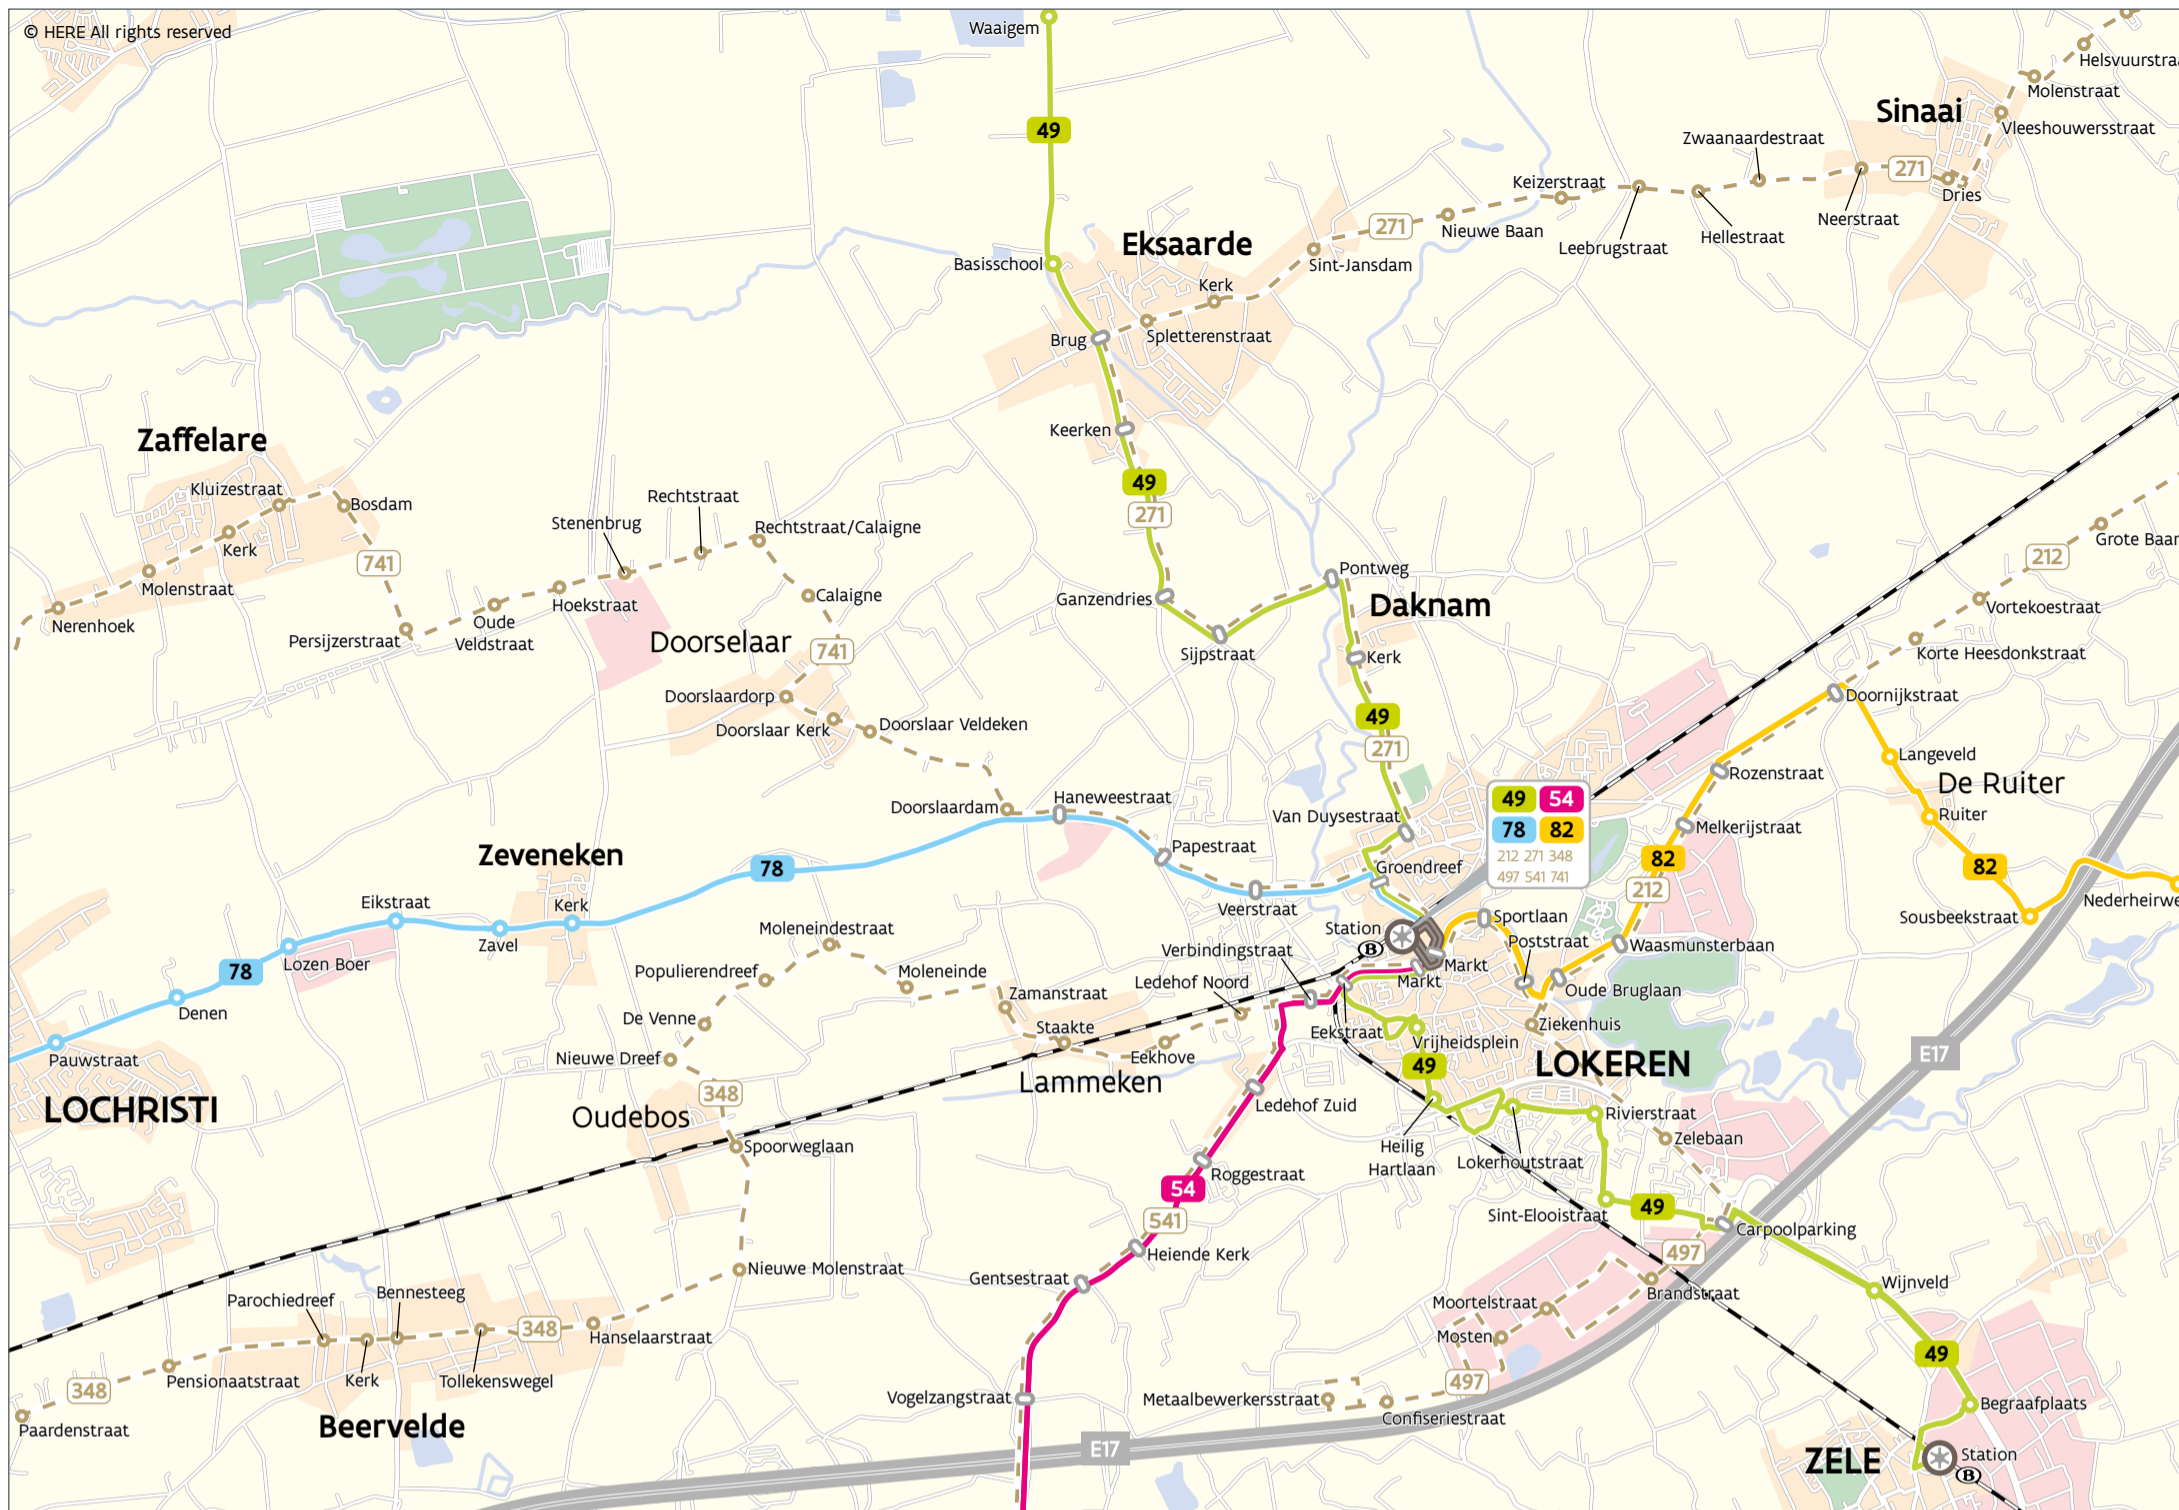 © HERE All rights reserved
Waaigem
Helsvuurstra
Molenstraat
Sinaai
Vleeshouwersstraat
49
Zwaanaardestraat
271
Keizerstraat
Dries
Neerstraat
Leebrugstraat
Hellestraat
271
Nieuwe Baan
Eksaarde
Basisschool
Sint-Jansdam
Kerk
Brug
Spletterenstraat
Keerken
Zaffelare
49
271
Kluizestraat
Bosdam
Kerk
741
Molenstraat
Nerenhoek
Rechtstraat
Stenenbrug
Rechtstraat/Calaigne
Calaigne
Hoekstraat
Oude
Veldstraat
Persijzerstraat
Doorselaar
741
Doorslaardorp
Doorslaar Kerk
Doorslaar Veldeken
Ganzendries
Sijpstraat
Pontweg
Daknam
Kerk
49
271
Grote Baan
212
Vortekoestraat
Korte Heesdonkstraat
Doornijkstraat
Langeveld
De Ruiter
Rozenstraat
Ruiter
Melkerijstraat
82
212
82
Sousbeekstraat
Nederheirwe
Doorslaardam
Haneweestraat
Van Duysestraat
49 54
78 82
212 271 348
497 541 741
Papestraat
Groendreef
Veerstraat
Zeveneken
78
Eikstraat
Kerk
Zavel
Lozen Boer
78
Denen
Pauwstraat
LOCHRISTI
Moleneindestraat
Populierendreef
Moleneinde
De Venne
Nieuwe Dreef
348
Oudebos
Spoorweglaan
Zamanstraat
Staakte
Eekhove
Lammeken
Ledehof Noord
Verbindingstraat
Station
B
Markt
Markt
Sportlaan
Poststraat
Waasmunsterbaan
Oude Bruglaan
Ziekenhuis
Eekstraat
Vrijheidsplein
49
LOKEREN
E17
Ledehof Zuid
Heilig
Hartlaan
Lokerhoutstraat
Rivierstraat
Zelebaan
Roggestraat
54
541
Heiende Kerk
Gentsestraat
Sint-Elooistraat
49
Carpoolparking
497
Brandstraat
Wijnveld
Moortelstraat
Mosten
497
Metaalbewerkersstraat
Confiseriestraat
Vogelzangstraat
E17
49
Begraafplaats
ZELE
Station
B
Nieuwe Molenstraat
Parochiedreef
Bennesteeg
348
Hanselaarstraat
Pensionaatstraat
Kerk
Tollekenswegel
348
Paardenstraat
Beervelde